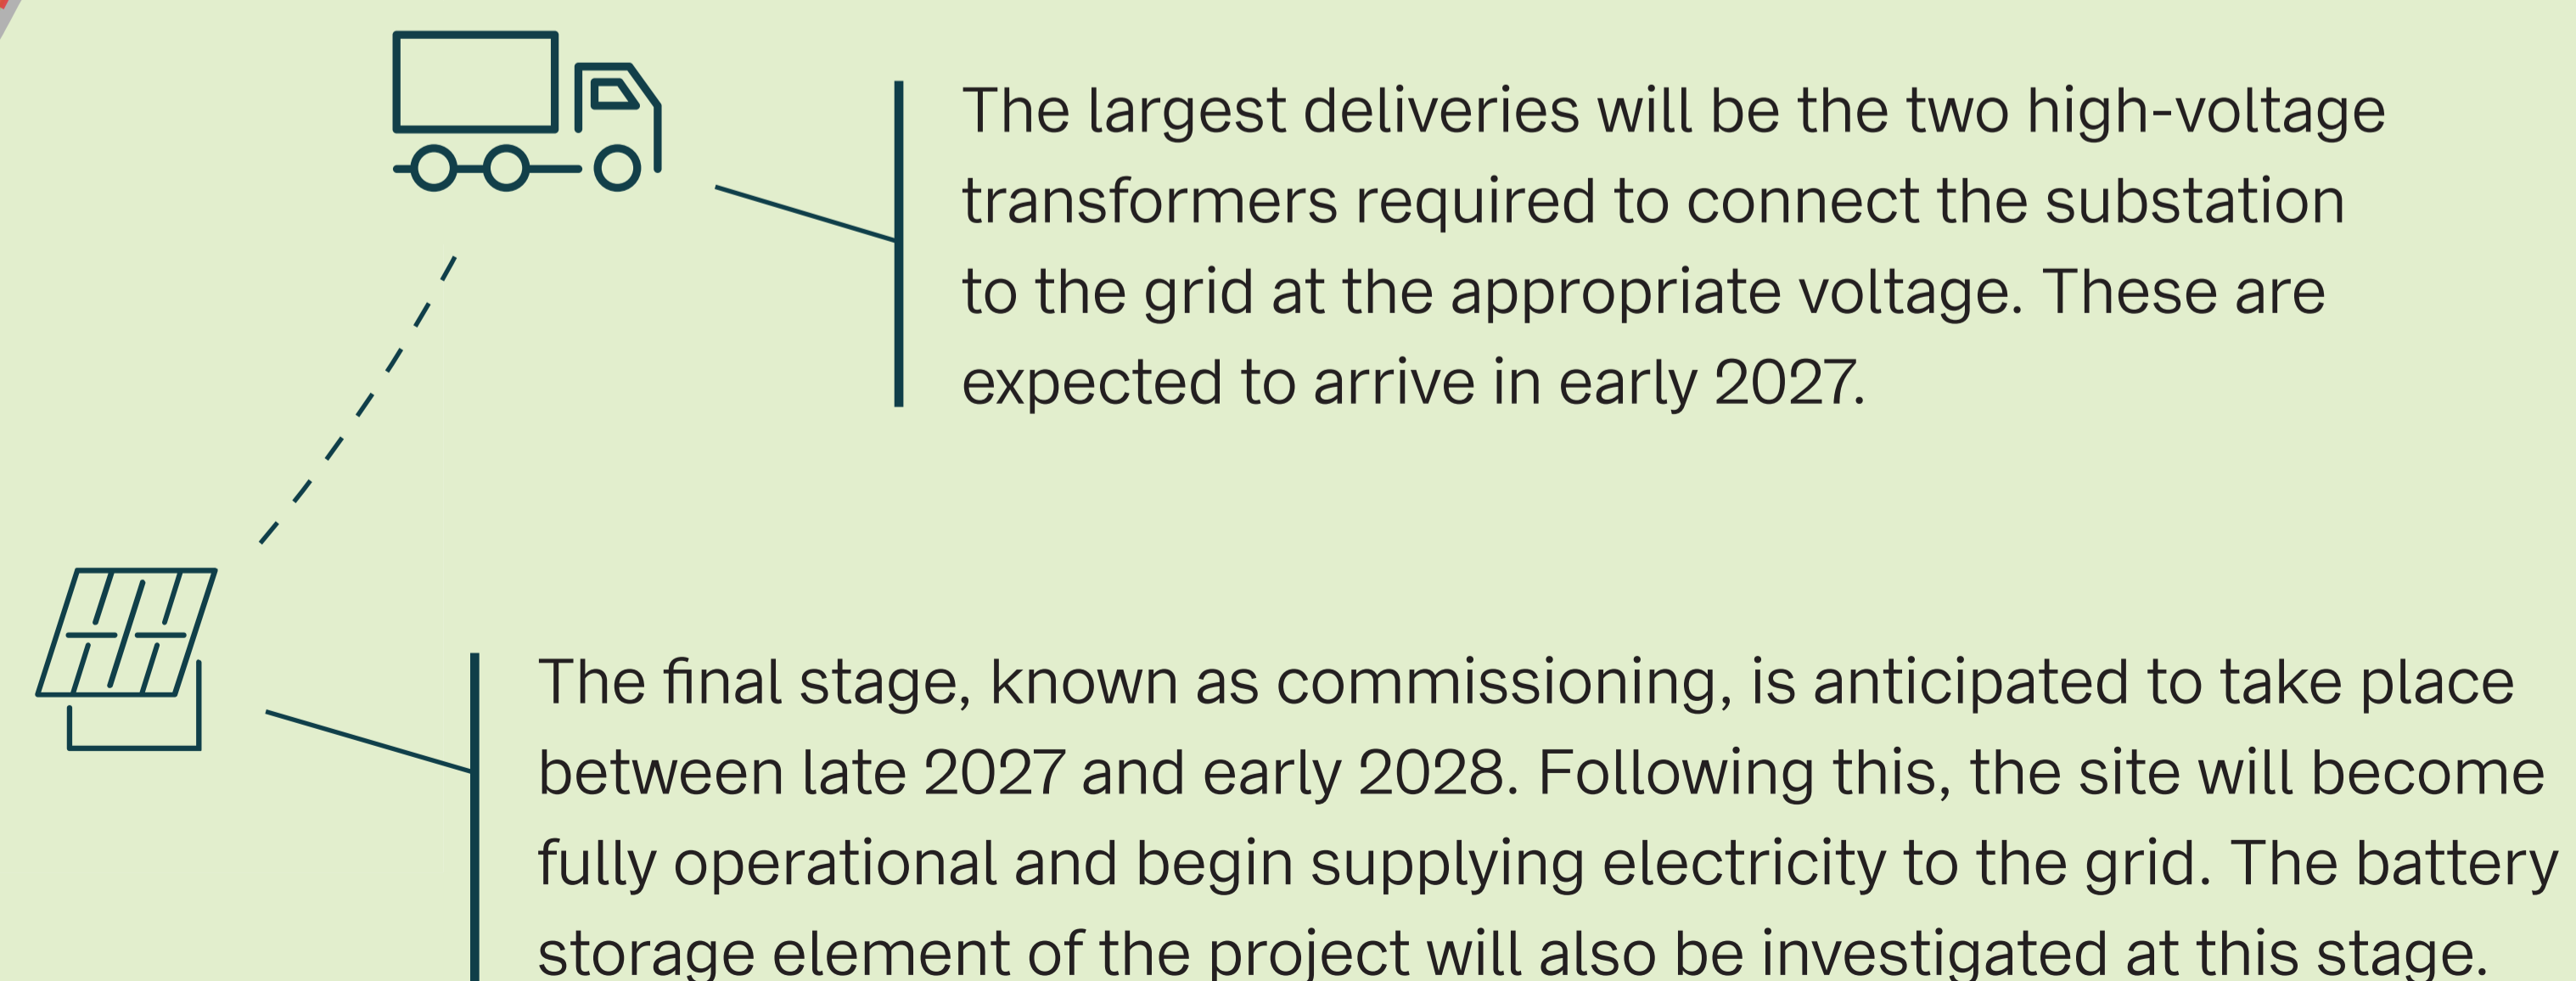 The largest deliveries will be the two high-voltage
transformers required to connect the substation
to the grid at the appropriate voltage. These are
expected to arrive in early 2027.
The final stage, known as commissioning, is anticipated to take place
between late 2027 and early 2028. Following this, the site will become
fully operational and begin supplying electricity to the grid. The battery
storage element of the project will also be investigated at this stage.